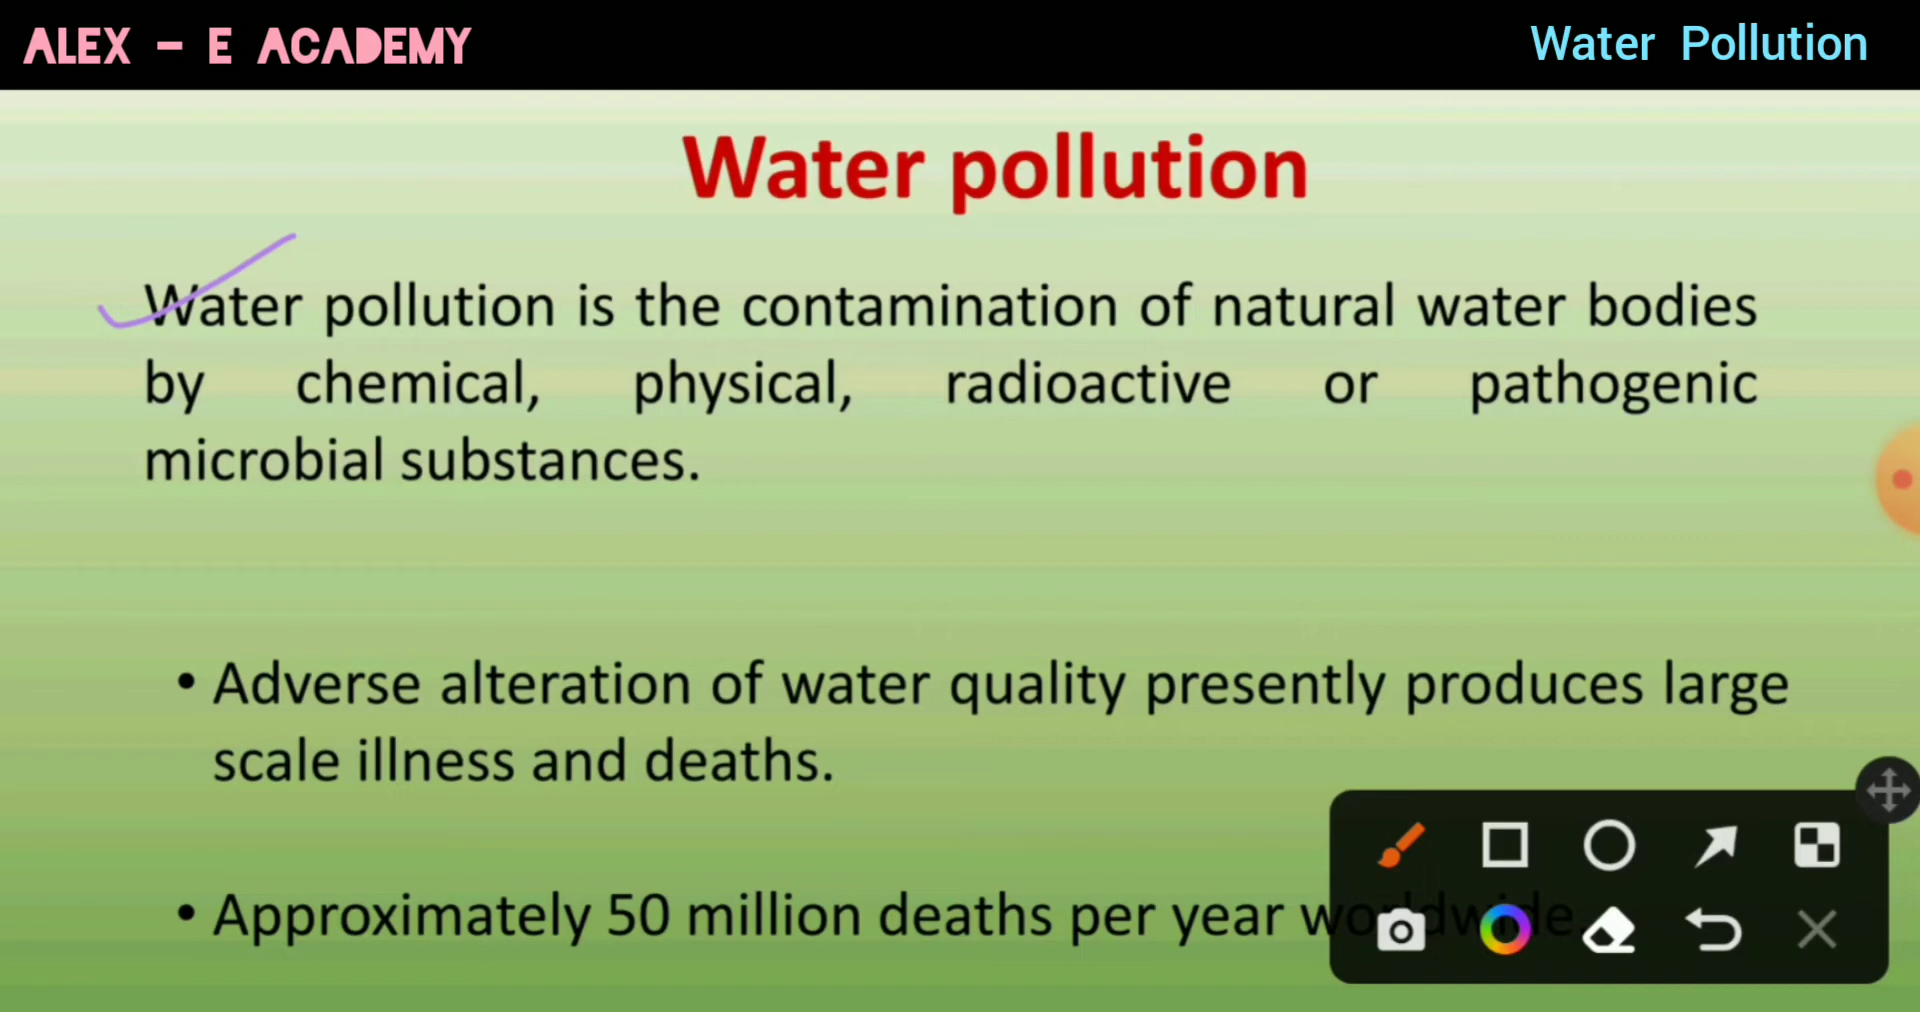 ALEX - E ACADEMY
Water Pollution
Water pollution
Water pollution is the contamination of natural water bodies
by chemical, physical, radioactive or pathogenic
microbial substances.
• Adverse alteration of water quality presently produces large
scale illness and deaths.
• Approximately 50 million deaths per year worldwide.